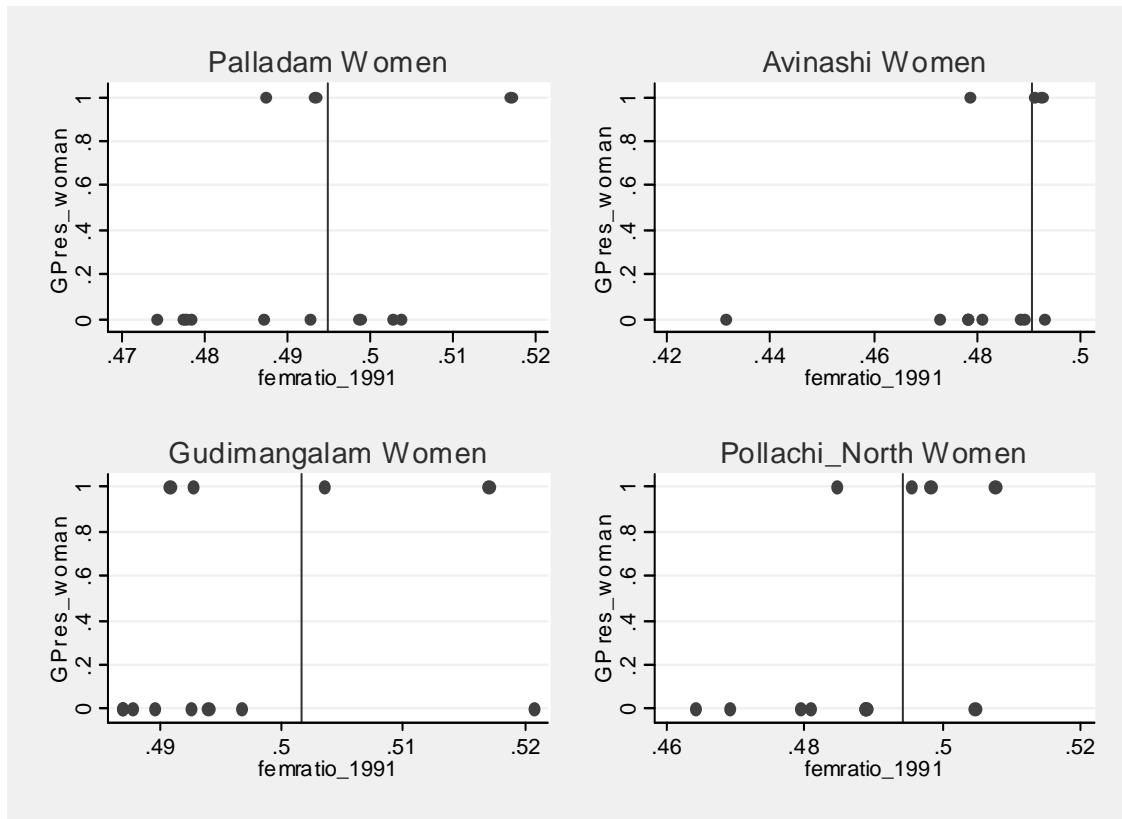 Palladam Women
GPres_woman
0 .2 .4 .6 .8 1
.47 .48 .49 .5 .51 .52
femratio_1991
Avinashi Women
GPres_woman
0 .2 .4 .6 .8 1
.42 .44 .46 .48 .5
femratio_1991
Gudimangalam Women
GPres_woman
0 .2 .4 .6 .8 1
.49 .5 .51 .52
femratio_1991
Pollachi_North Women
GPres_woman
0 .2 .4 .6 .8 1
.46 .48 .5 .52
femratio_1991